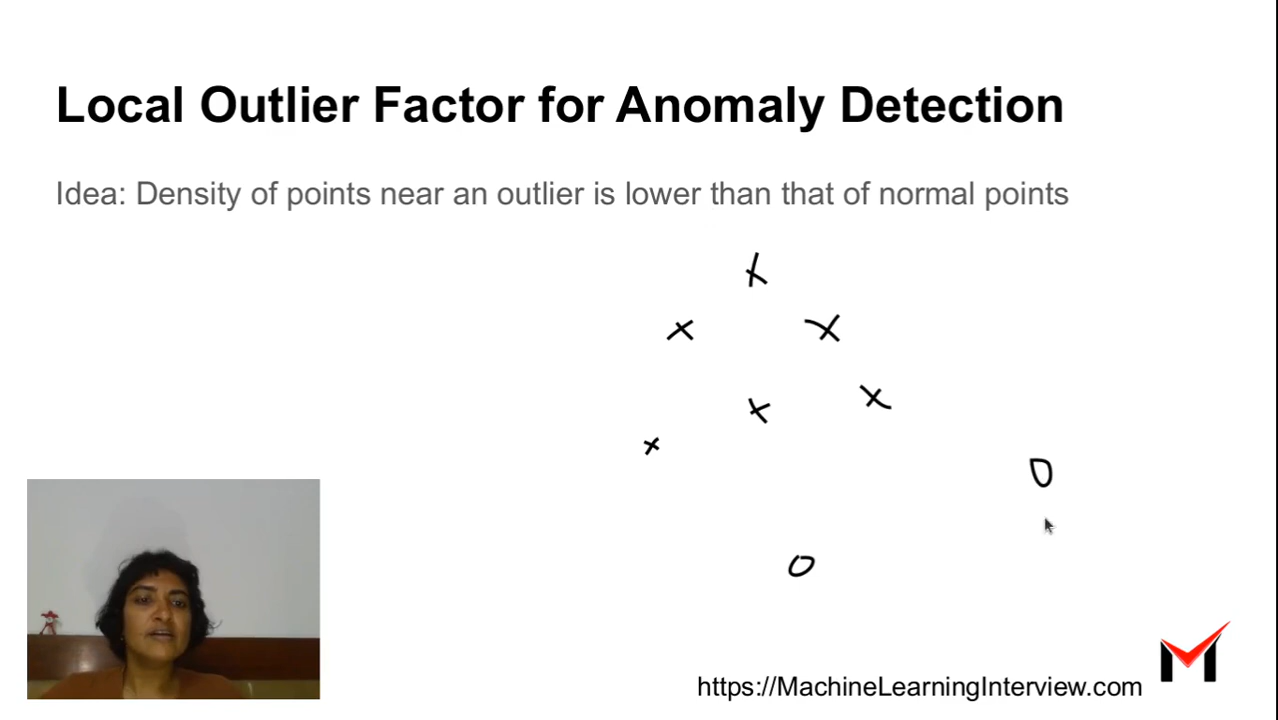 Local Outlier Factor for Anomaly Detection
Idea: Density of points near an outlier is lower than that of normal points
https://MachineLearningInterview.com